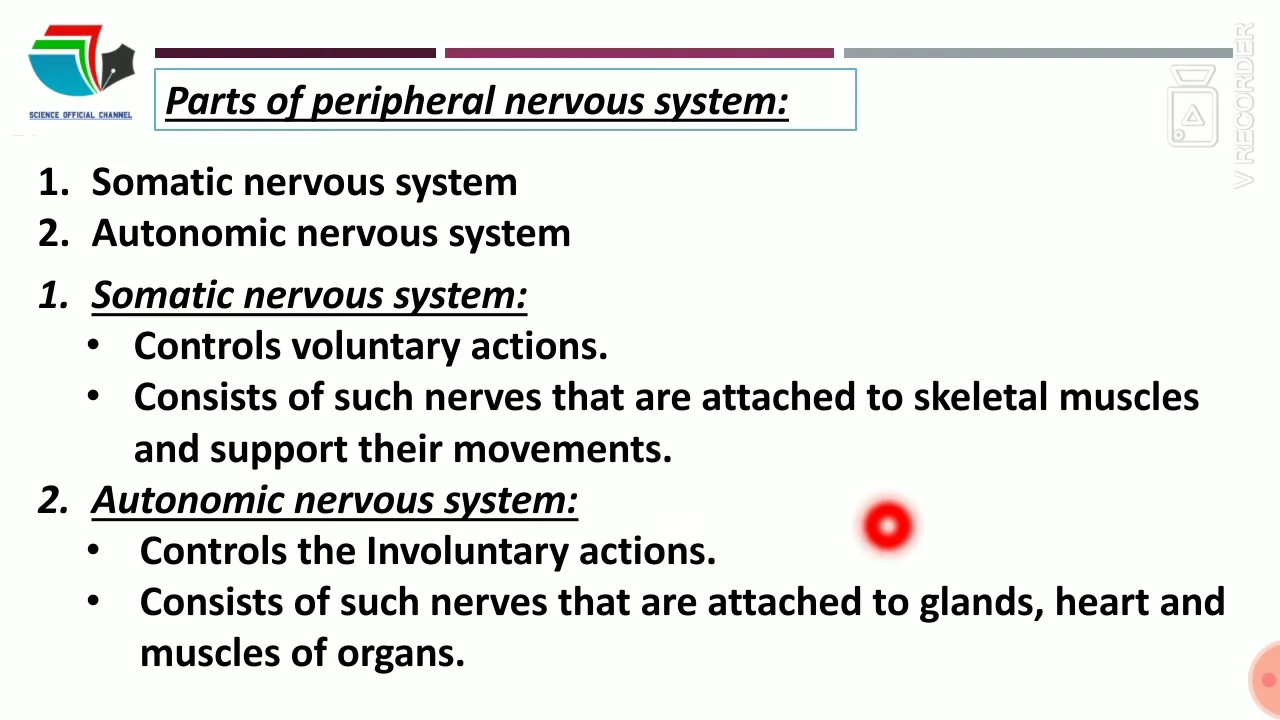 SCIENCE OFFICIAL CHANNEL
Parts of peripheral nervous system:
V RECORDER
1. Somatic nervous system
2. Autonomic nervous system
1. Somatic nervous system:
• Controls voluntary actions.
• Consists of such nerves that are attached to skeletal muscles
and support their movements.
2. Autonomic nervous system:
• Controls the Involuntary actions.
• Consists of such nerves that are attached to glands, heart and
muscles of organs.